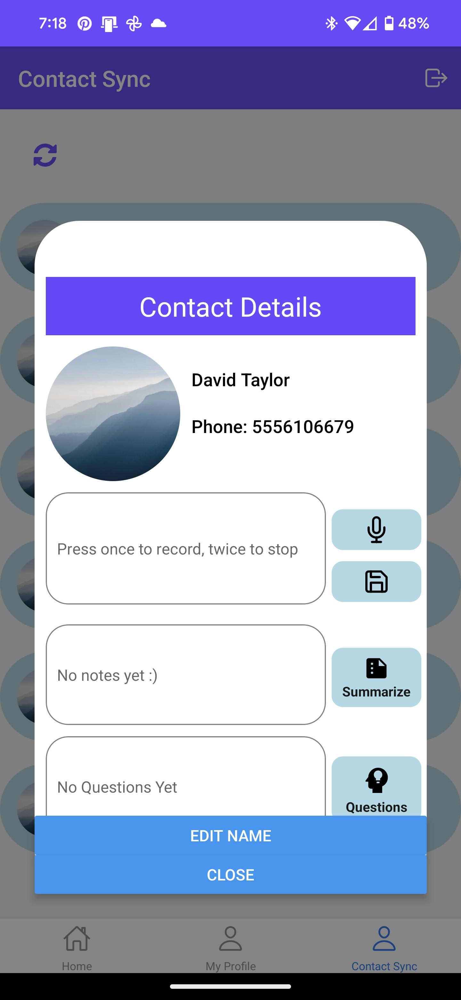 7:18
48%
Contact Sync
Contact Details
David Taylor
Phone: 5556106679
Press once to record, twice to stop
No notes yet :)
Summarize
No Questions Yet
Questions
EDIT NAME
CLOSE
Home
My Profile
Contact Sync